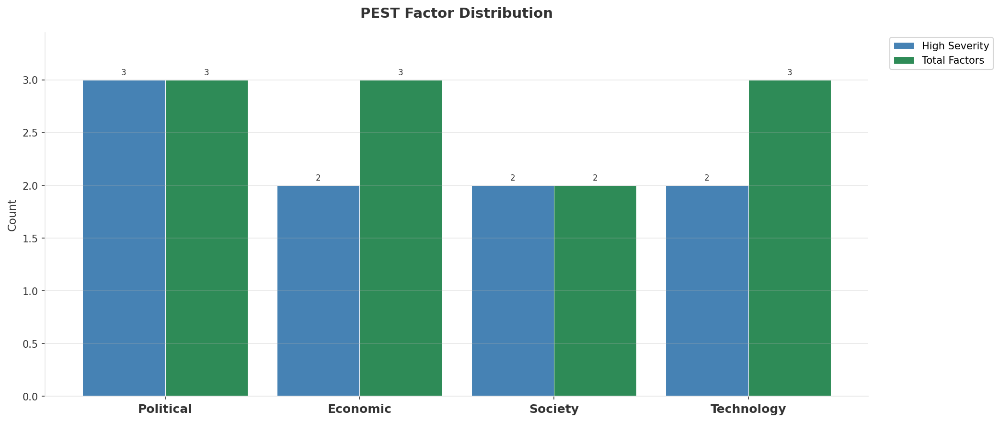 PEST Factor Distribution
High Severity
Total Factors
3 3 3 3
2 2 2 2
3.0
2.5
2.0
1.5
1.0
0.5
0.0
Count
Political Economic Society Technology